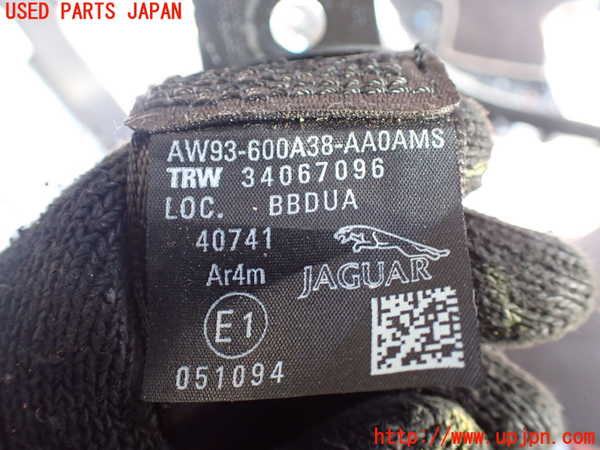 USED PARTS JAPAN
AW93-600A38-AA0AMS
TRW 34067096
LOC. BBDUA
40741
Ar4m
JAGUAR
E1
051094
http://www.upjpn.com/